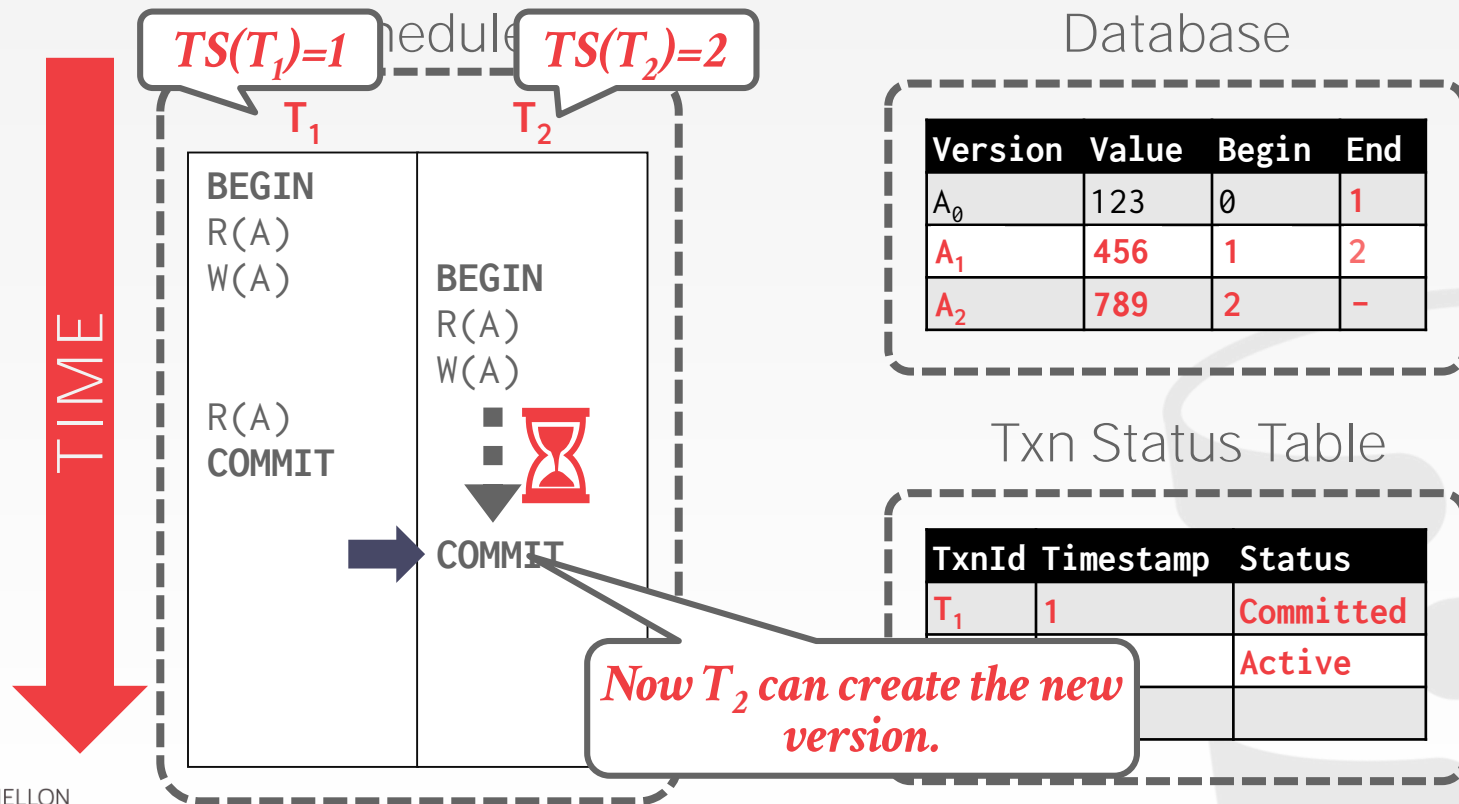 TS(T₁)=1
TS(T₂)=2
Database
T₁
T₂
BEGIN
R(A)
W(A)
R(A)
COMMIT
BEGIN
R(A)
W(A)
COMMIT
TIME
Version Value Begin End
A₀ 123 0 1
A₁ 456 1 2
A₂ 789 2 -
Txn Status Table
TxnId Timestamp Status
T₁ 1 Committed
Active
Now T₂ can create the new
version.